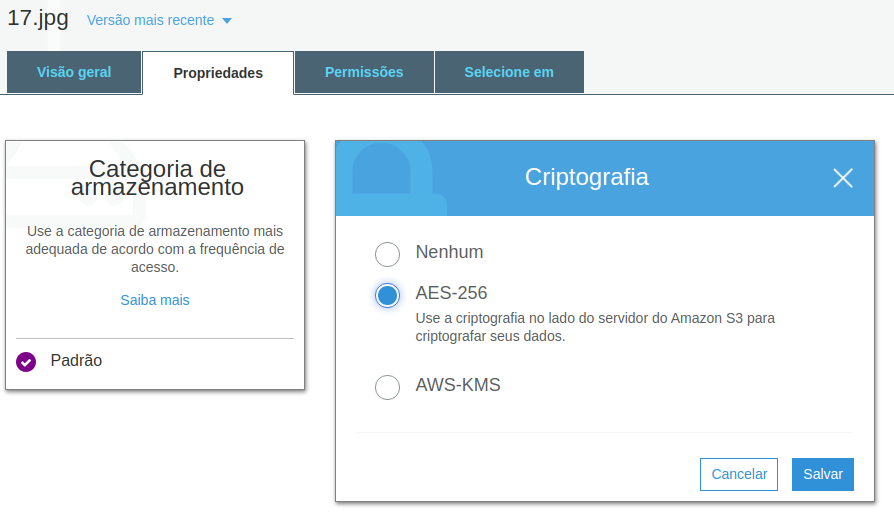 17.jpg Versão mais recente
Visão geral Propriedades Permissões Selecione em
Categoria de
armazenamento
Use a categoria de armazenamento mais
adequada de acordo com a frequência de
acesso.
Saiba mais
Padrão
Criptografia
Nenhum
AES-256
Use a criptografia no lado do servidor do Amazon S3 para
criptografar seus dados.
AWS-KMS
Cancelar Salvar